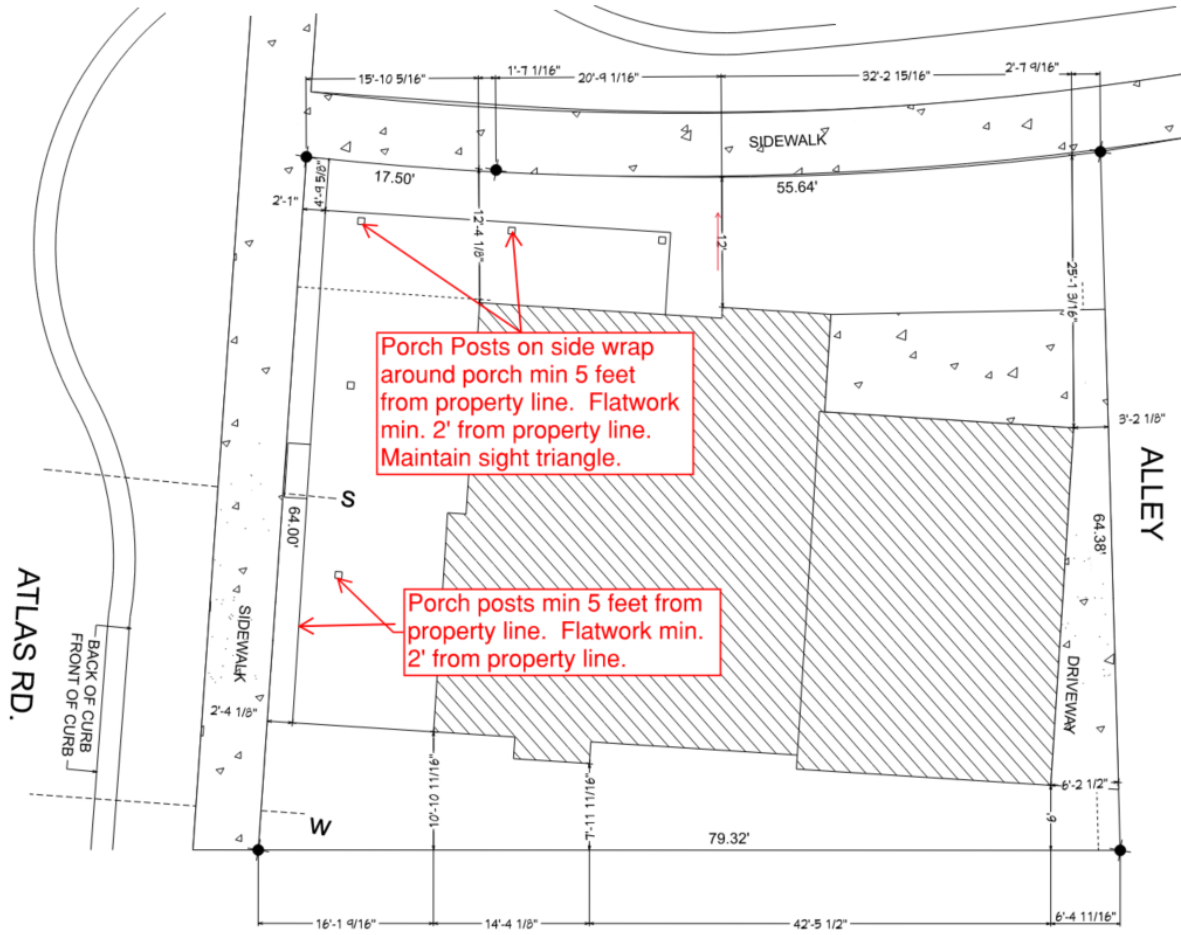 15'-10 5/16"
1'-7 1/16"
20'-9 1/16"
32'-2 15/16"
2'-7 9/16"
SIDEWALK
17.50'
55.64'
4'-9 5/8"
2'-1"
12'-4 1/8"
12'
25'-1 3/16"
Porch Posts on side wrap
around porch min 5 feet
from property line. Flatwork
min. 2' from property line.
Maintain sight triangle.
3'-2 1/8"
ALLEY
S
64.00'
64.38'
ATLAS RD.
BACK OF CURB
FRONT OF CURB
SIDEWALK
Porch posts min 5 feet from
property line. Flatwork min.
2' from property line.
DRIVEWAY
2'-4 1/8"
10'-10 11/16"
7'-11 11/16"
6'-2 1/2"
6'
W
79.32'
16'-1 9/16"
14'-4 1/8"
42'-5 1/2"
6'-4 11/16"